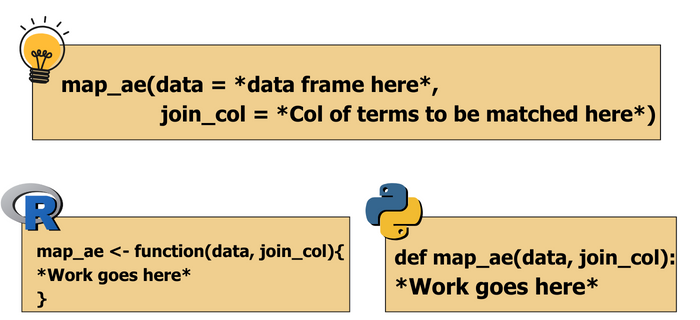 map_ae(data = *data frame here*,
join_col = *Col of terms to be matched here*)
R
map_ae <- function(data, join_col){
*Work goes here*
}
def map_ae(data, join_col):
*Work goes here*